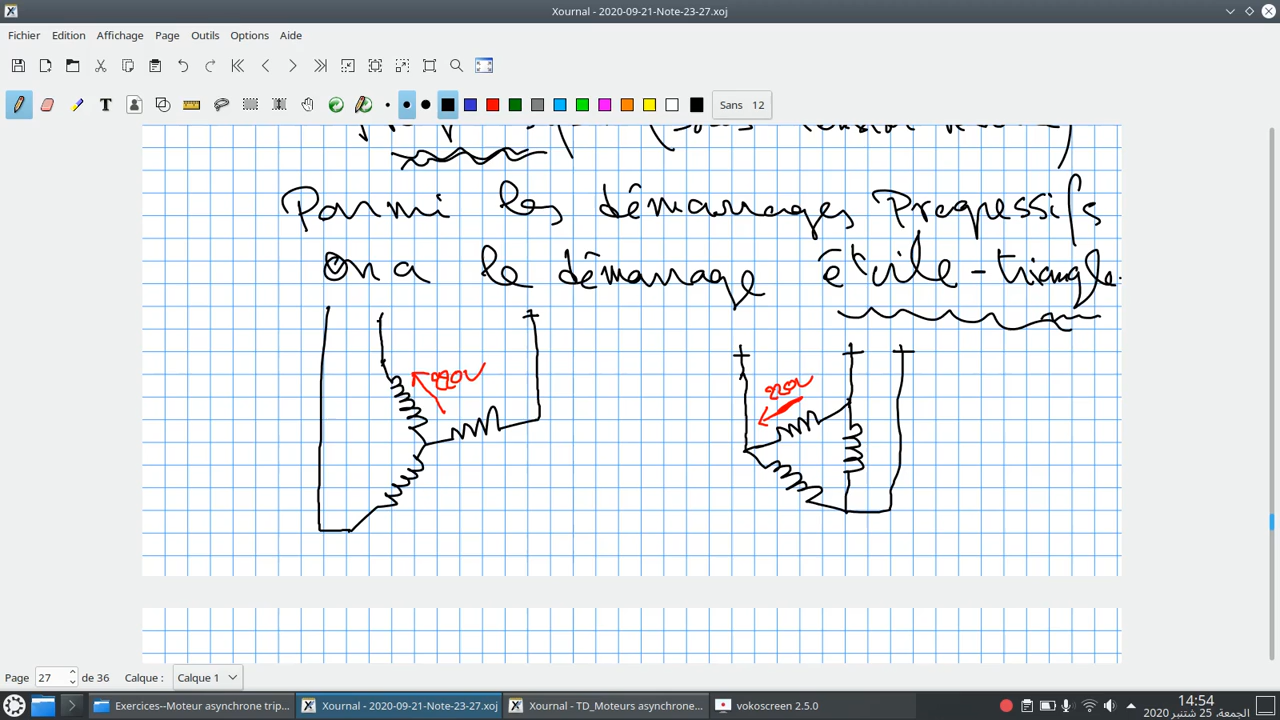 Xournal - 2020-09-21-Note-23-27.xoj
Fichier Edition Affichage Page Outils Options Aide
T
Sans 12
Parmi les démarrages Progressifs
On a le démarrage étoile-triangle.
220V
220V
Page 27 de 36 Calque : Calque 1
Exercices--Moteur asynchrone trip...
Xournal - 2020-09-21-Note-23-27.xoj
Xournal - TD_Moteurs asynchrone...
vokoscreen 2.5.0
14:54
الجمعة، 25 شتنبر 2020